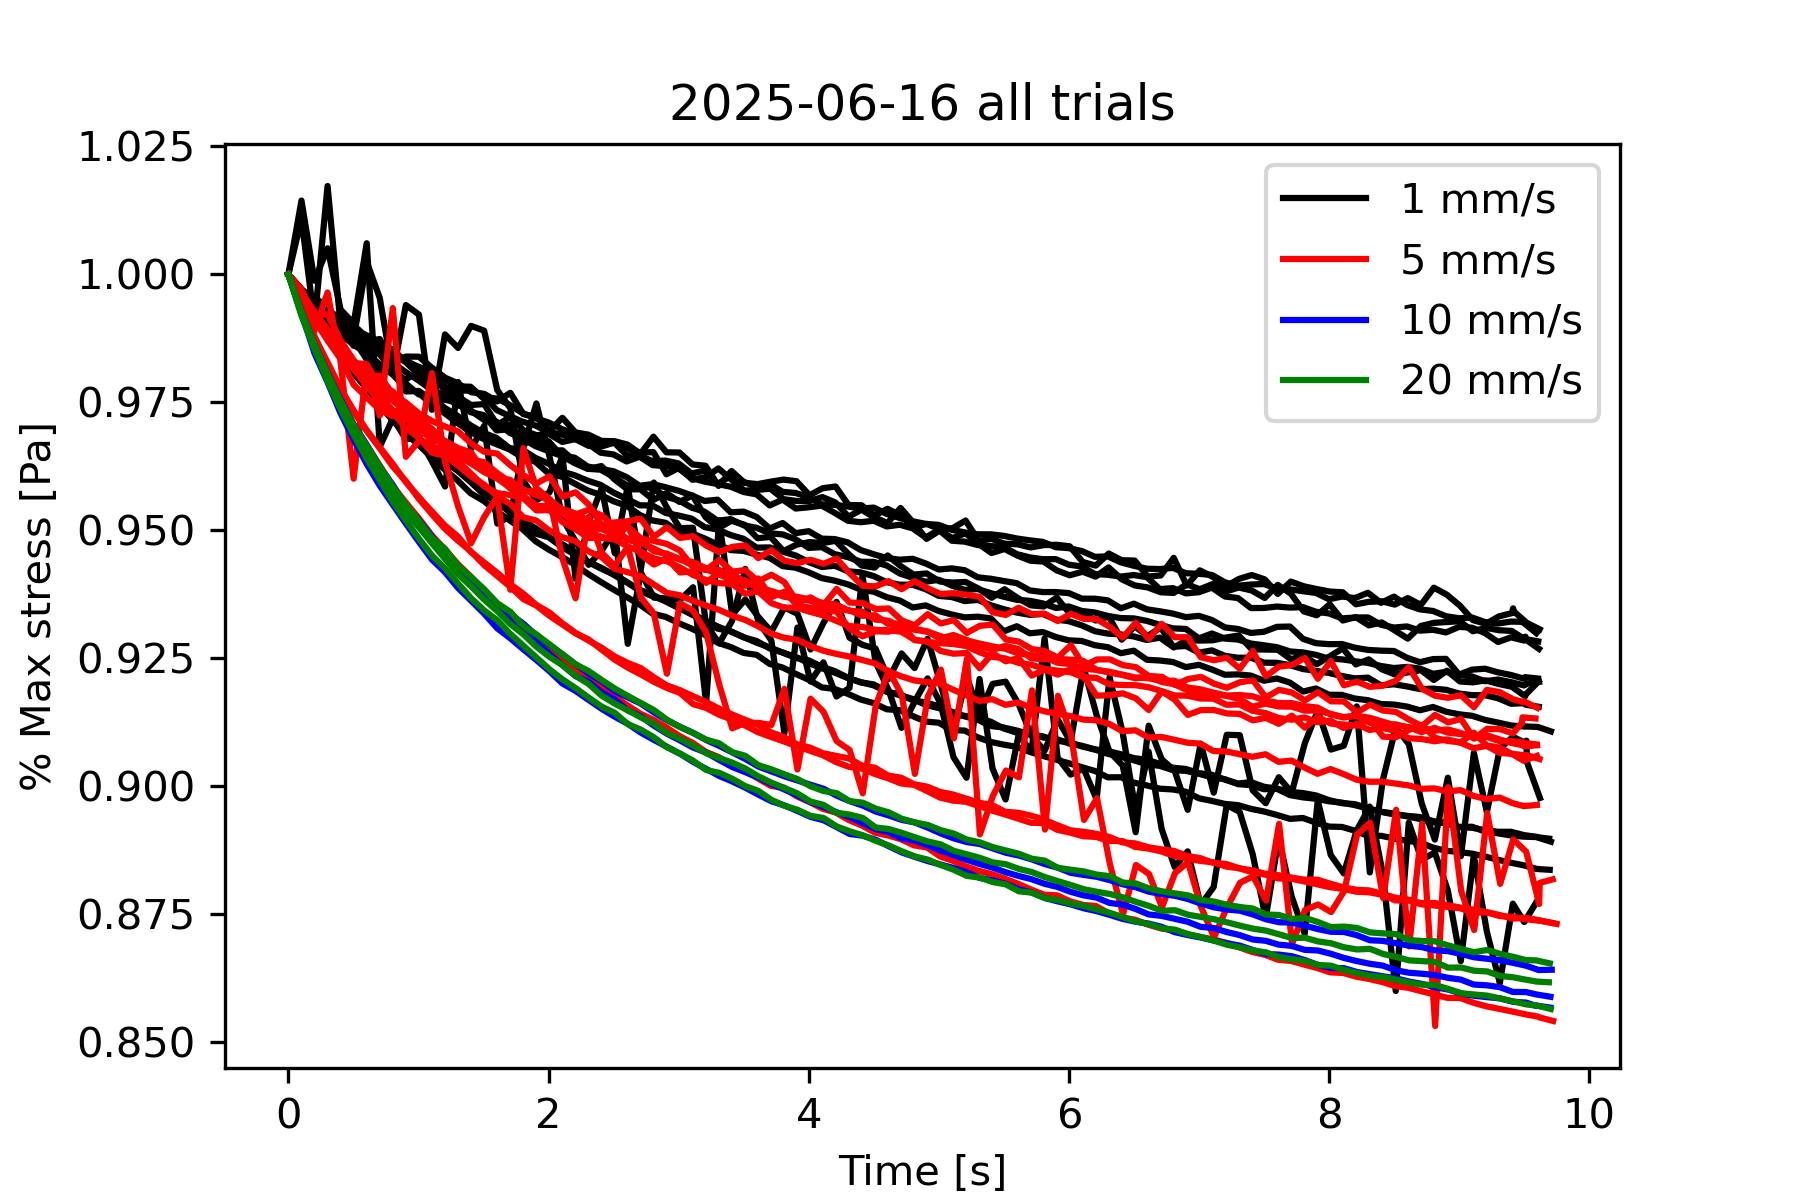 2025-06-16 all trials
1.025
1.000
0.975
0.950
0.925
0.900
0.875
0.850
% Max stress [Pa]
1 mm/s
5 mm/s
10 mm/s
20 mm/s
0 2 4 6 8 10
Time [s]